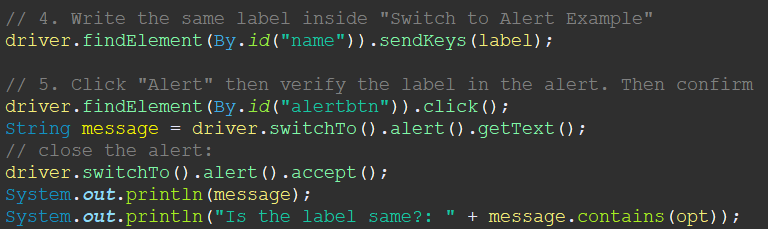 // 4. Write the same label inside "Switch to Alert Example"
driver.findElement(By.id("name")).sendKeys(label);
// 5. Click "Alert" then verify the label in the alert. Then confirm
driver.findElement(By.id("alertbtn")).click();
String message = driver.switchTo().alert().getText();
// close the alert:
driver.switchTo().alert().accept();
System.out.println(message);
System.out.println("Is the label same?: " + message.contains(opt));